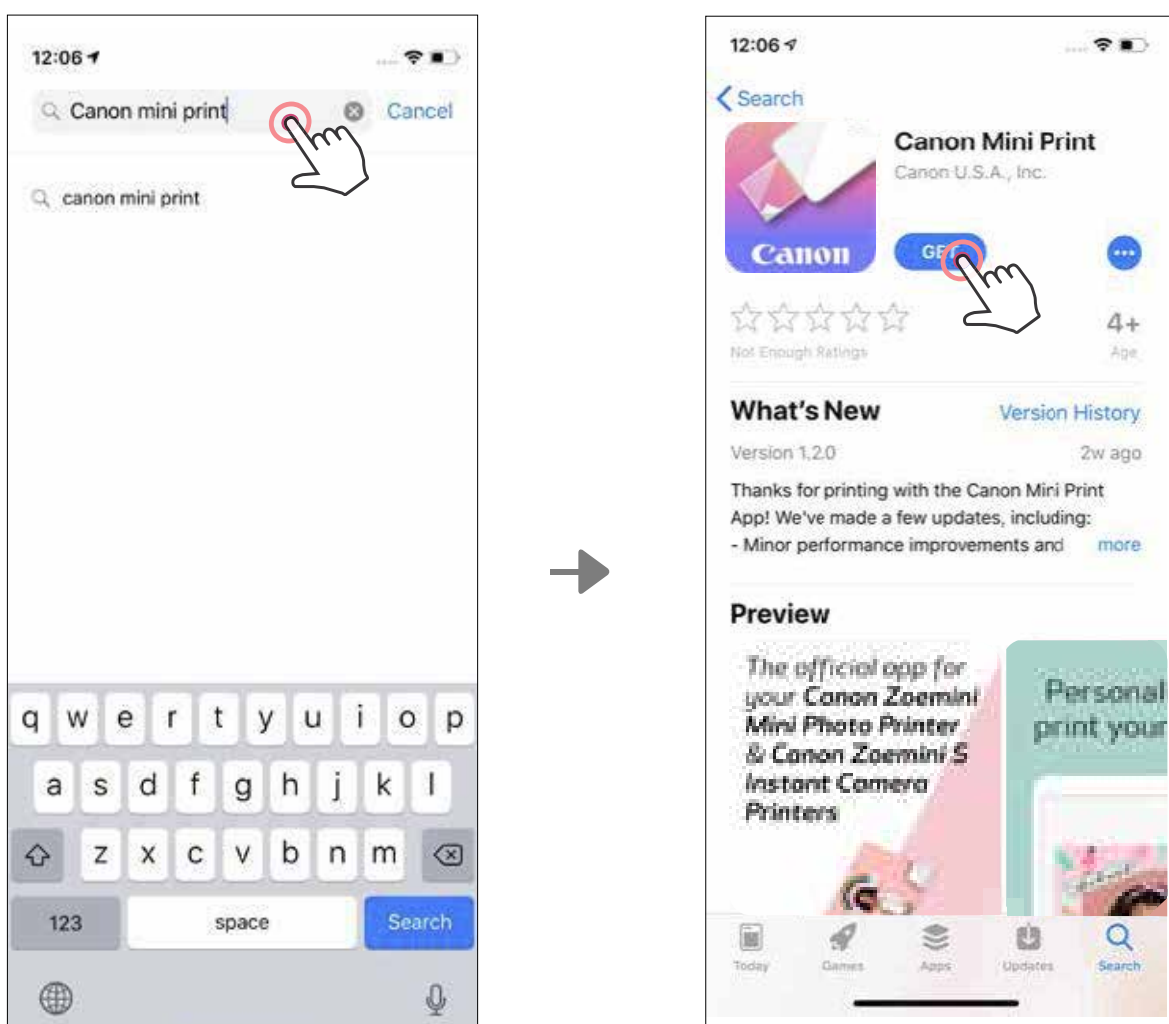 12:06
Canon mini print
Cancel
canon mini print
q w e r t y u i o p
a s d f g h j k l
z x c v b n m
123 space Search
12:06
Search
Canon Mini Print
Canon U.S.A., Inc.
Canon
GET
Not Enough Ratings
4+
Age
What's New
Version History
Version 1.2.0
2w ago
Thanks for printing with the Canon Mini Print
App! We've made a few updates, including:
- Minor performance improvements and more
Preview
The official app for
your Canon Zoemini
Mini Photo Printer
& Canon Zoemini S
Instant Camera
Printers
Personal
print your
Today Games Apps Updates Search